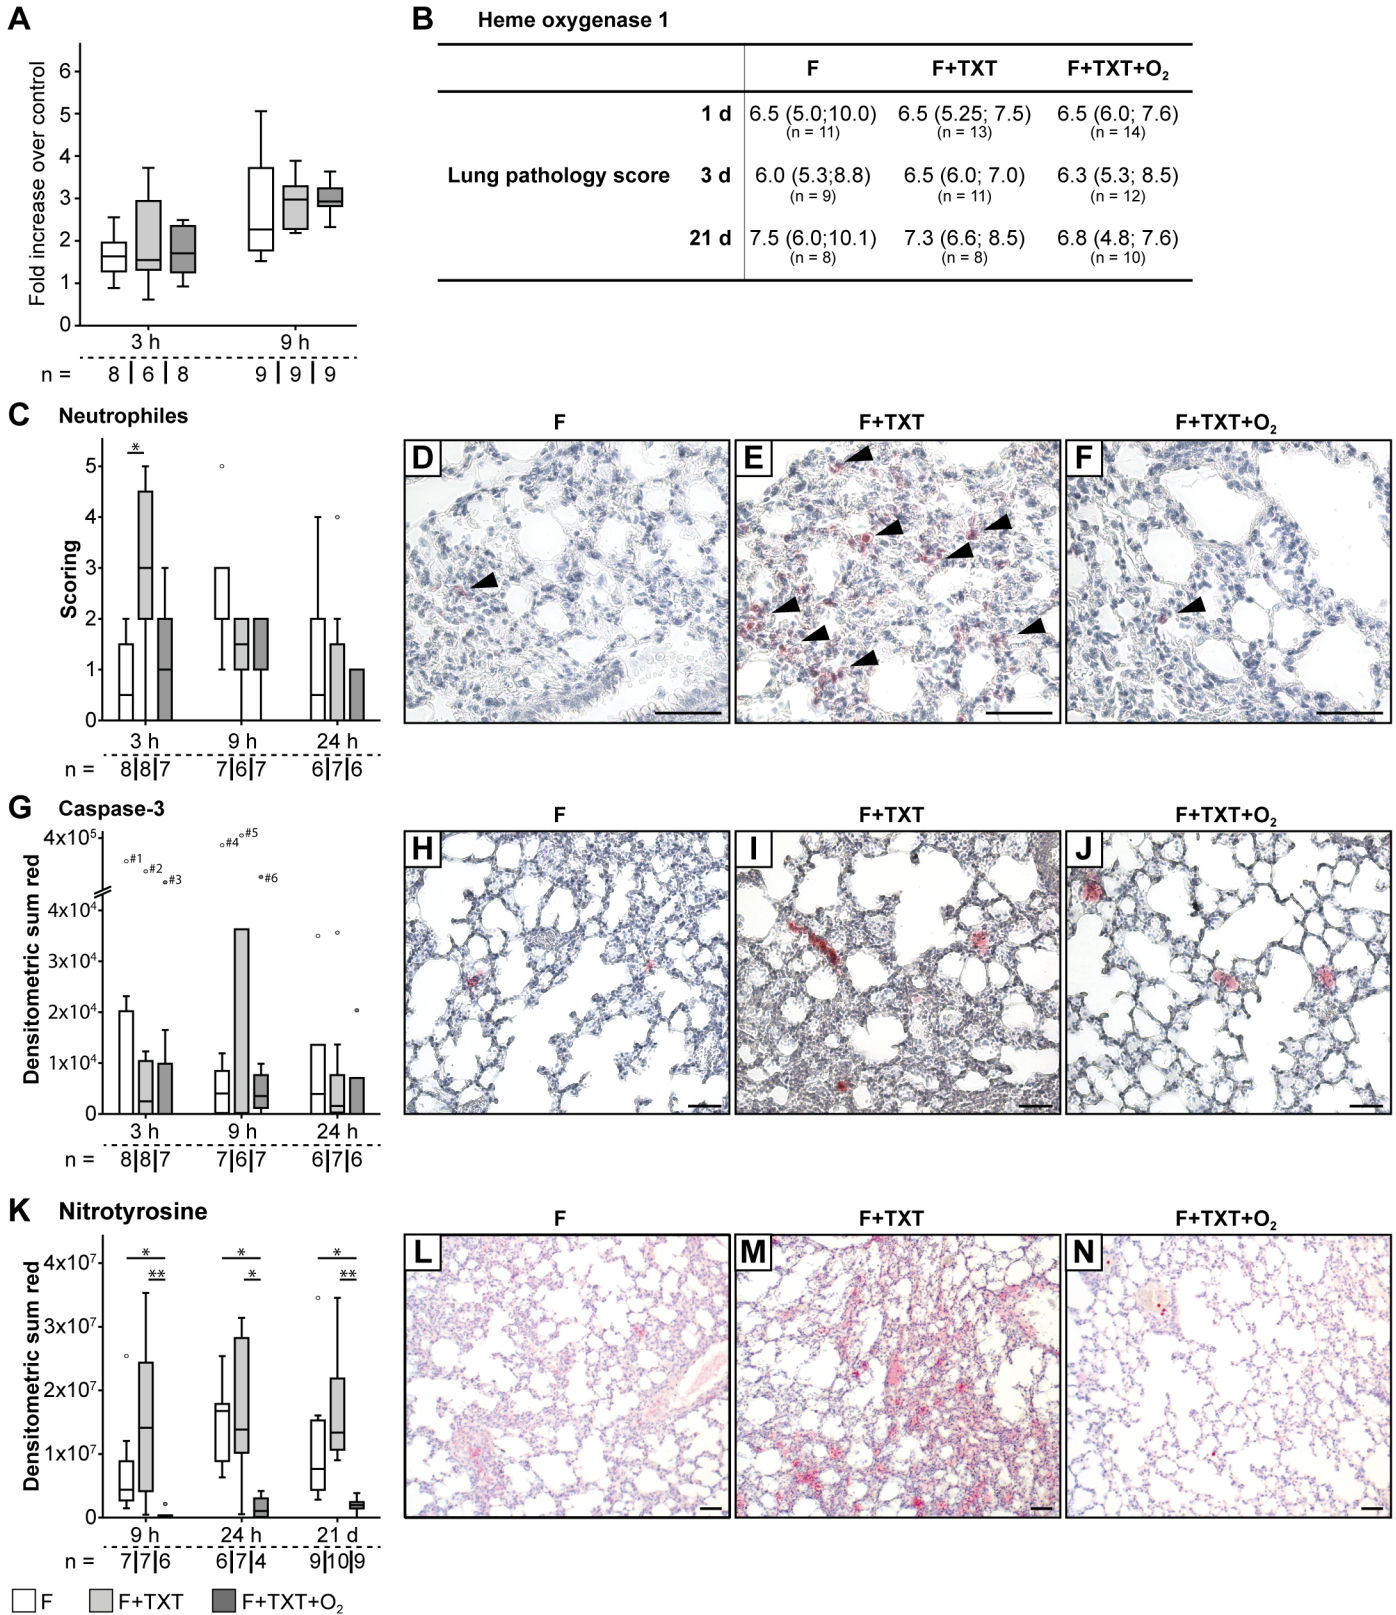 A
Fold increase over control
6
5
4
3
2
1
0
3 h
9 h
n = 8 | 6 | 8 9 | 9 | 9
B Heme oxygenase 1
F F+TXT F+TXT+O2
1 d 6.5 (5.0;10.0) 6.5 (5.25; 7.5) 6.5 (6.0; 7.6)
(n = 11) (n = 13) (n = 14)
Lung pathology score 3 d 6.0 (5.3;8.8) 6.5 (6.0; 7.0) 6.3 (5.3; 8.5)
(n = 9) (n = 11) (n = 12)
21 d 7.5 (6.0;10.1) 7.3 (6.6; 8.5) 6.8 (4.8; 7.6)
(n = 8) (n = 8) (n = 10)
C Neutrophiles
Scoring
*
5
4
3
2
1
0
3 h 9 h 24 h
n = 8|8|7 7|6|7 6|7|6
F F+TXT F+TXT+O2
D E F
G Caspase-3
Densitometric sum red
4x10⁵
#1 #2 #3 #4 #5 #6
4x10⁴
3x10⁴
2x10⁴
1x10⁴
0
3 h 9 h 24 h
n = 8|8|7 7|6|7 6|7|6
F F+TXT F+TXT+O2
H I J
K Nitrotyrosine
Densitometric sum red
* * *
** * **
4x10⁷
3x10⁷
2x10⁷
1x10⁷
0
9 h 24 h 21 d
n = 7|7|6 6|7|4 9|10|9
F F+TXT F+TXT+O2
L M N
F F+TXT F+TXT+O2